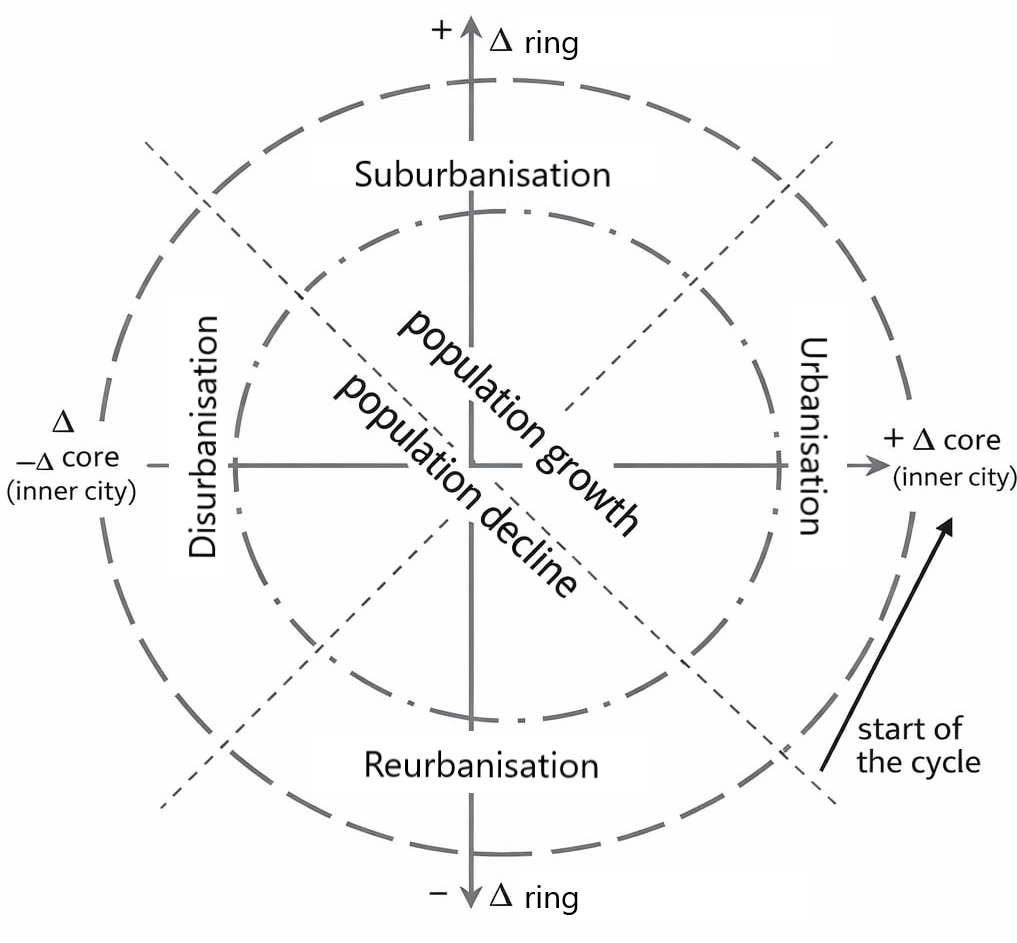 + Δ ring
Suburbanisation
population growth
population decline
Disurbanisation
Urbanisation
Δ
−Δ core
(inner city)
+ Δ core
(inner city)
start of
the cycle
Reurbanisation
− Δ ring